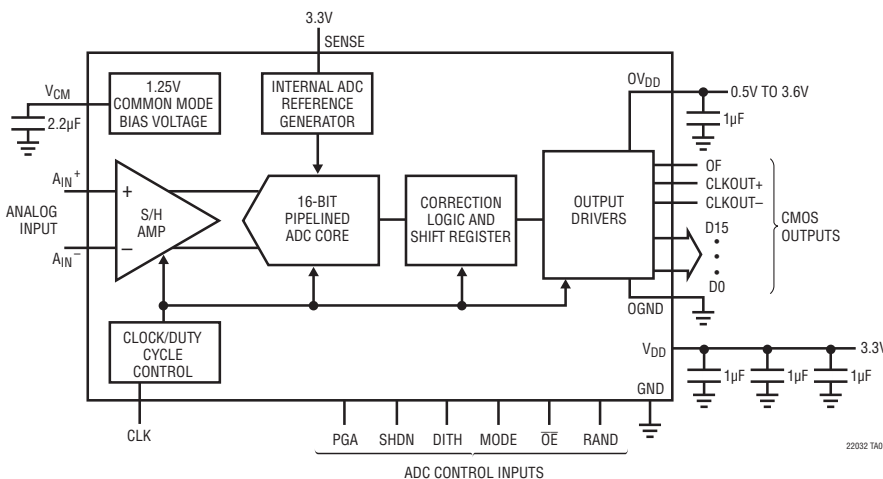 3.3V
SENSE
OVDD
0.5V TO 3.6V
1µF
VCM
2.2µF
1.25V
COMMON MODE
BIAS VOLTAGE
INTERNAL ADC
REFERENCE
GENERATOR
AIN+
ANALOG
INPUT
AIN–
+
S/H
AMP
–
16-BIT
PIPELINED
ADC CORE
CORRECTION
LOGIC AND
SHIFT REGISTER
OUTPUT
DRIVERS
OF
CLKOUT+
CLKOUT–
D15
•
•
•
D0
CMOS
OUTPUTS
OGND
CLOCK/DUTY
CYCLE
CONTROL
VDD
3.3V
1µF 1µF 1µF
GND
CLK
PGA SHDN DITH MODE OE RAND
ADC CONTROL INPUTS
22032 TA0